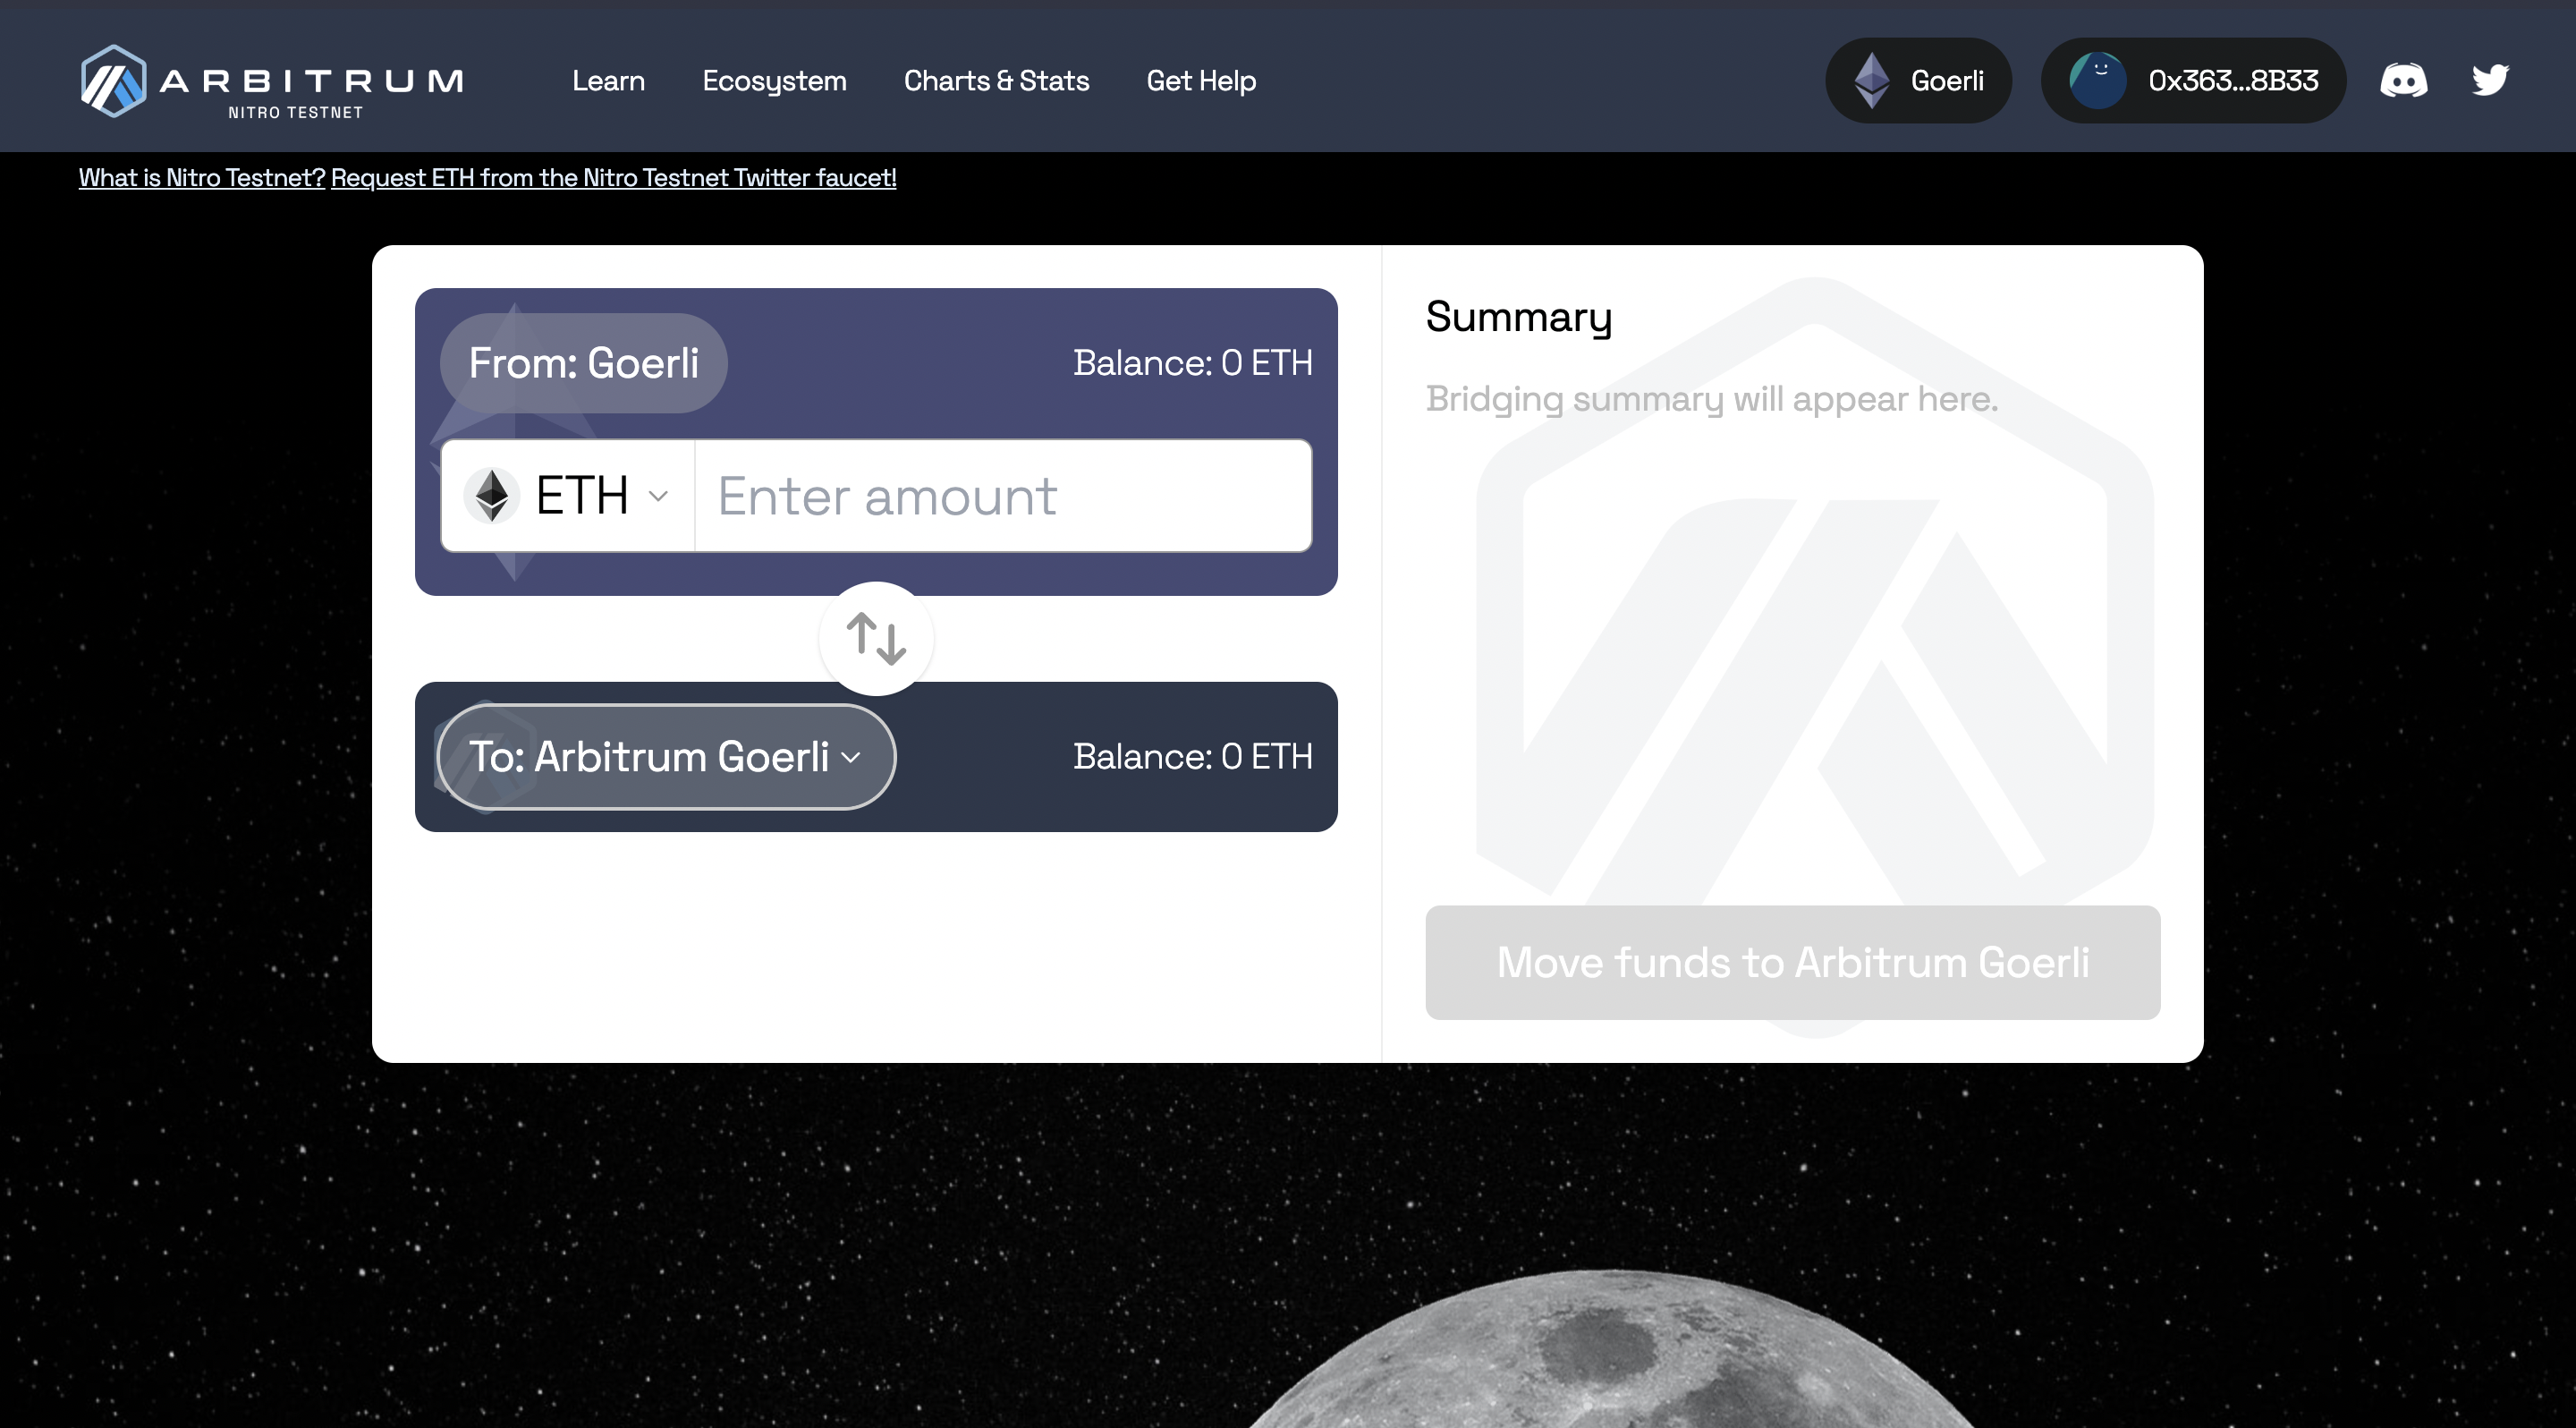 ARBITRUM
NITRO TESTNET
Learn Ecosystem Charts & Stats Get Help
Goerli 0x363...8B33
What is Nitro Testnet? Request ETH from the Nitro Testnet Twitter faucet!
From: Goerli Balance: 0 ETH
ETH Enter amount
To: Arbitrum Goerli Balance: 0 ETH
Summary
Bridging summary will appear here.
Move funds to Arbitrum Goerli